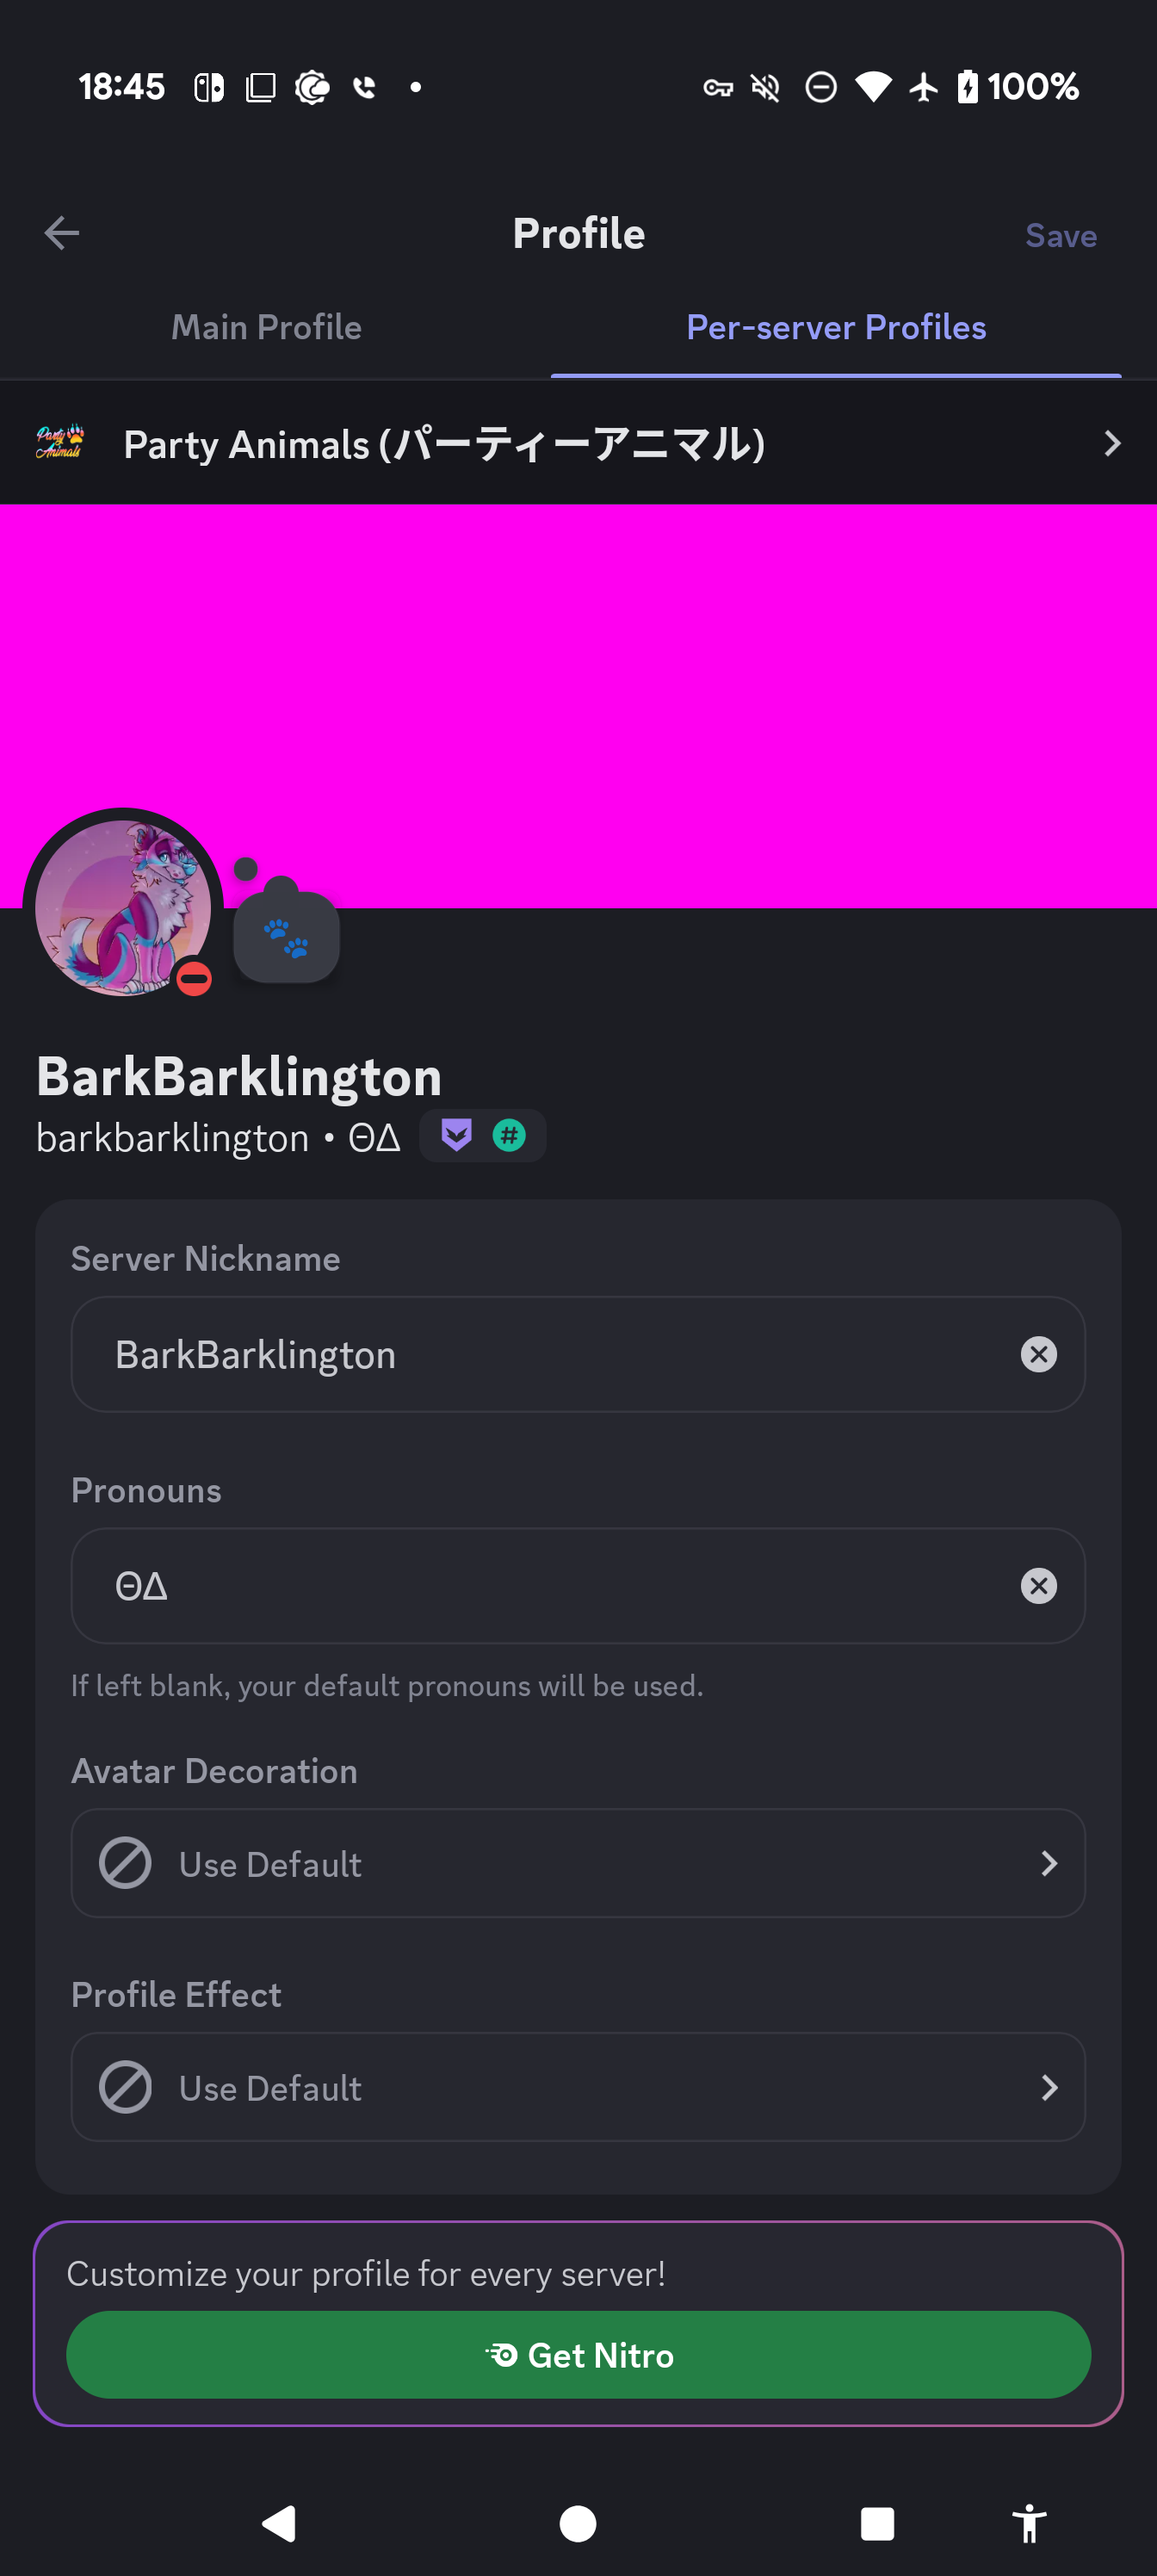 18:45
100%
Profile
Save
Main Profile
Per-server Profiles
Party Animals
Party Animals (パーティーアニマル)
BarkBarklington
barkbarklington • ΘΔ
#
Server Nickname
BarkBarklington
Pronouns
ΘΔ
If left blank, your default pronouns will be used.
Avatar Decoration
Use Default
Profile Effect
Use Default
Customize your profile for every server!
Get Nitro